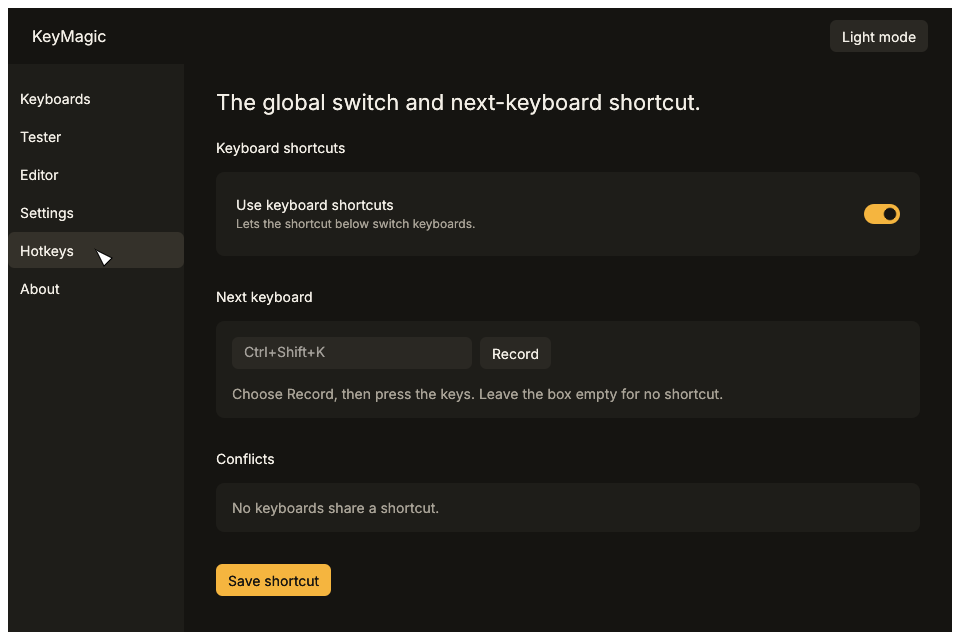 KeyMagic
Light mode
Keyboards
Tester
Editor
Settings
Hotkeys
About
The global switch and next-keyboard shortcut.
Keyboard shortcuts
Use keyboard shortcuts
Lets the shortcut below switch keyboards.
Next keyboard
Ctrl+Shift+K
Record
Choose Record, then press the keys. Leave the box empty for no shortcut.
Conflicts
No keyboards share a shortcut.
Save shortcut